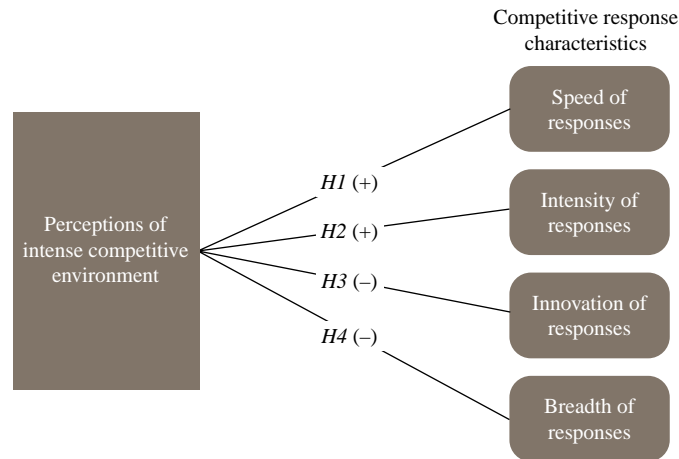 Competitive response
characteristics
Speed of
responses
H1 (+)
Intensity of
responses
Perceptions of
intense competitive
environment
H2 (+)
H3 (–)
Innovation of
responses
H4 (–)
Breadth of
responses